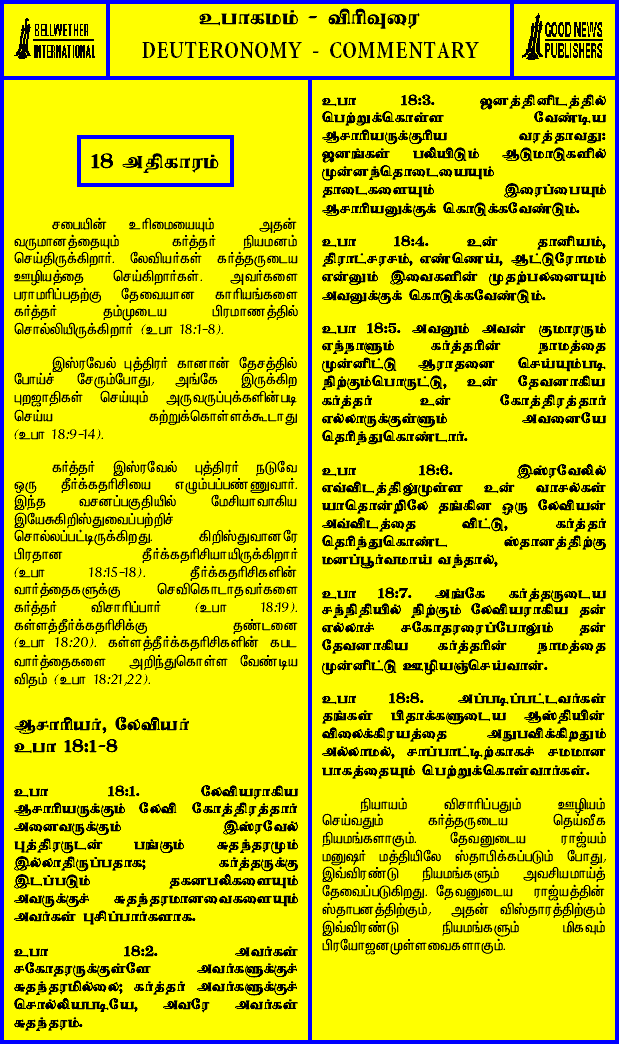 BELLWETHER
INTERNATIONAL
உபாகமம் - விரிவுரை
DEUTERONOMY - COMMENTARY
GOOD NEWS
PUBLISHERS
18 அதிகாரம்
சபையின் உரிமையையும் அதன்
வருமானத்தையும் கர்த்தர் நியமனம்
செய்திருக்கிறார். லேவியர்கள் கர்த்தருடைய
ஊழியத்தை செய்கிறார்கள். அவர்களை
பராமரிப்பதற்கு தேவையான காரியங்களை
கர்த்தர் தம்முடைய பிரமாணத்தில்
சொல்லியிருக்கிறார் (உபா 18:1-8).
இஸ்ரவேல் புத்திரர் கானான் தேசத்தில்
போய்ச் சேரும்போது, அங்கே இருக்கிற
புறஜாதிகள் செய்யும் அருவருப்புக்களின்படி
செய்ய கற்றுக்கொள்ளக்கூடாது
(உபா 18:9-14).
கர்த்தர் இஸ்ரவேல் புத்திரர் நடுவே
ஒரு தீர்க்கதரிசியை எழும்பப்பண்ணுவார்.
இந்த வசனப்பகுதியில் மேசியாவாகிய
இயேசுகிறிஸ்துவைப்பற்றிச்
சொல்லப்பட்டிருக்கிறது. கிறிஸ்துவானரே
பிரதான தீர்க்கதரிசியாயிருக்கிறார்
(உபா 18:15-18). தீர்க்கதரிசிகளின்
வார்த்தைகளுக்கு செவிகொடாதவர்களை
கர்த்தர் விசாரிப்பார் (உபா 18:19).
கள்ளத்தீர்க்கதரிசிக்கு தண்டனை
(உபா 18:20). கள்ளத்தீர்க்கதரிசிகளின் கபட
வார்த்தைகளை அறிந்துகொள்ள வேண்டிய
விதம் (உபா 18:21,22).
ஆசாரியர், லேவியர்
உபா 18:1-8
உபா 18:1. லேவியராகிய
ஆசாரியருக்கும் லேவி கோத்திரத்தார்
அனைவருக்கும் இஸ்ரவேல்
புத்திரருடன் பங்கும் சுதந்தரமும்
இல்லாதிருப்பதாக; கர்த்தருக்கு
இடப்படும் தகனபலிகளையும்
அவருக்குச் சுதந்தரமானவைகளையும்
அவர்கள் புசிப்பார்களாக.
உபா 18:2. அவர்கள்
சகோதரருக்குள்ளே அவர்களுக்குச்
சுதந்தரமில்லை; கர்த்தர் அவர்களுக்குச்
சொல்லியபடியே, அவரே அவர்கள்
சுதந்தரம்.
உபா 18:3. ஜனத்தினிடத்தில்
பெற்றுக்கொள்ள வேண்டிய
ஆசாரியருக்குரிய வரத்தாவது:
ஜனங்கள் பலியிடும் ஆடுமாடுகளில்
முன்னந்தொடையையும்
தாடைகளையும் இரைப்பையும்
ஆசாரியனுக்குக் கொடுக்கவேண்டும்.
உபா 18:4. உன் தானியம்,
திராட்சரசம், எண்ணெய், ஆட்டுரோமம்
என்னும் இவைகளின் முதற்பலனையும்
அவனுக்குக் கொடுக்கவேண்டும்.
உபா 18:5. அவனும் அவன் குமாரரும்
எந்நாளும் கர்த்தரின் நாமத்தை
முன்னிட்டு ஆராதனை செய்யும்படி
நிற்கும்பொருட்டு, உன் தேவனாகிய
கர்த்தர் உன் கோத்திரத்தார்
எல்லாருக்குள்ளும் அவனையே
தெரிந்துகொண்டார்.
உபா 18:6. இஸ்ரவேலில்
எவ்விடத்திலுமுள்ள உன் வாசல்கள்
யாதொன்றிலே தங்கின ஒரு லேவியன்
அவ்விடத்தை விட்டு, கர்த்தர்
தெரிந்துகொண்ட ஸ்தானத்திற்கு
மனப்பூர்வமாய் வந்தால்,
உபா 18:7. அங்கே கர்த்தருடைய
சந்நிதியில் நிற்கும் லேவியராகிய தன்
எல்லாச் சகோதரரைப்போலும் தன்
தேவனாகிய கர்த்தரின் நாமத்தை
முன்னிட்டு ஊழியஞ்செய்வான்.
உபா 18:8. அப்படிப்பட்டவர்கள்
தங்கள் பிதாக்களுடைய ஆஸ்தியின்
விலைக்கிரயத்தை அநுபவிக்கிறதும்
அல்லாமல், சாப்பாட்டிற்காகச் சமமான
பாகத்தையும் பெற்றுக்கொள்வார்கள்.
நியாயம் விசாரிப்பதும் ஊழியம்
செய்வதும் கர்த்தருடைய தெய்வீக
நியமங்களாகும். தேவனுடைய ராஜ்யம்
மனுஷர் மத்தியிலே ஸ்தாபிக்கப்படும் போது,
இவ்விரண்டு நியமங்களும் அவசியமாய்த்
தேவைப்படுகிறது. தேவனுடைய ராஜ்யத்தின்
ஸ்தாபனத்திற்கும், அதன் விஸ்தாரத்திற்கும்
இவ்விரண்டு நியமங்களும் மிகவும்
பிரயோஜனமுள்ளவைகளாகும்.